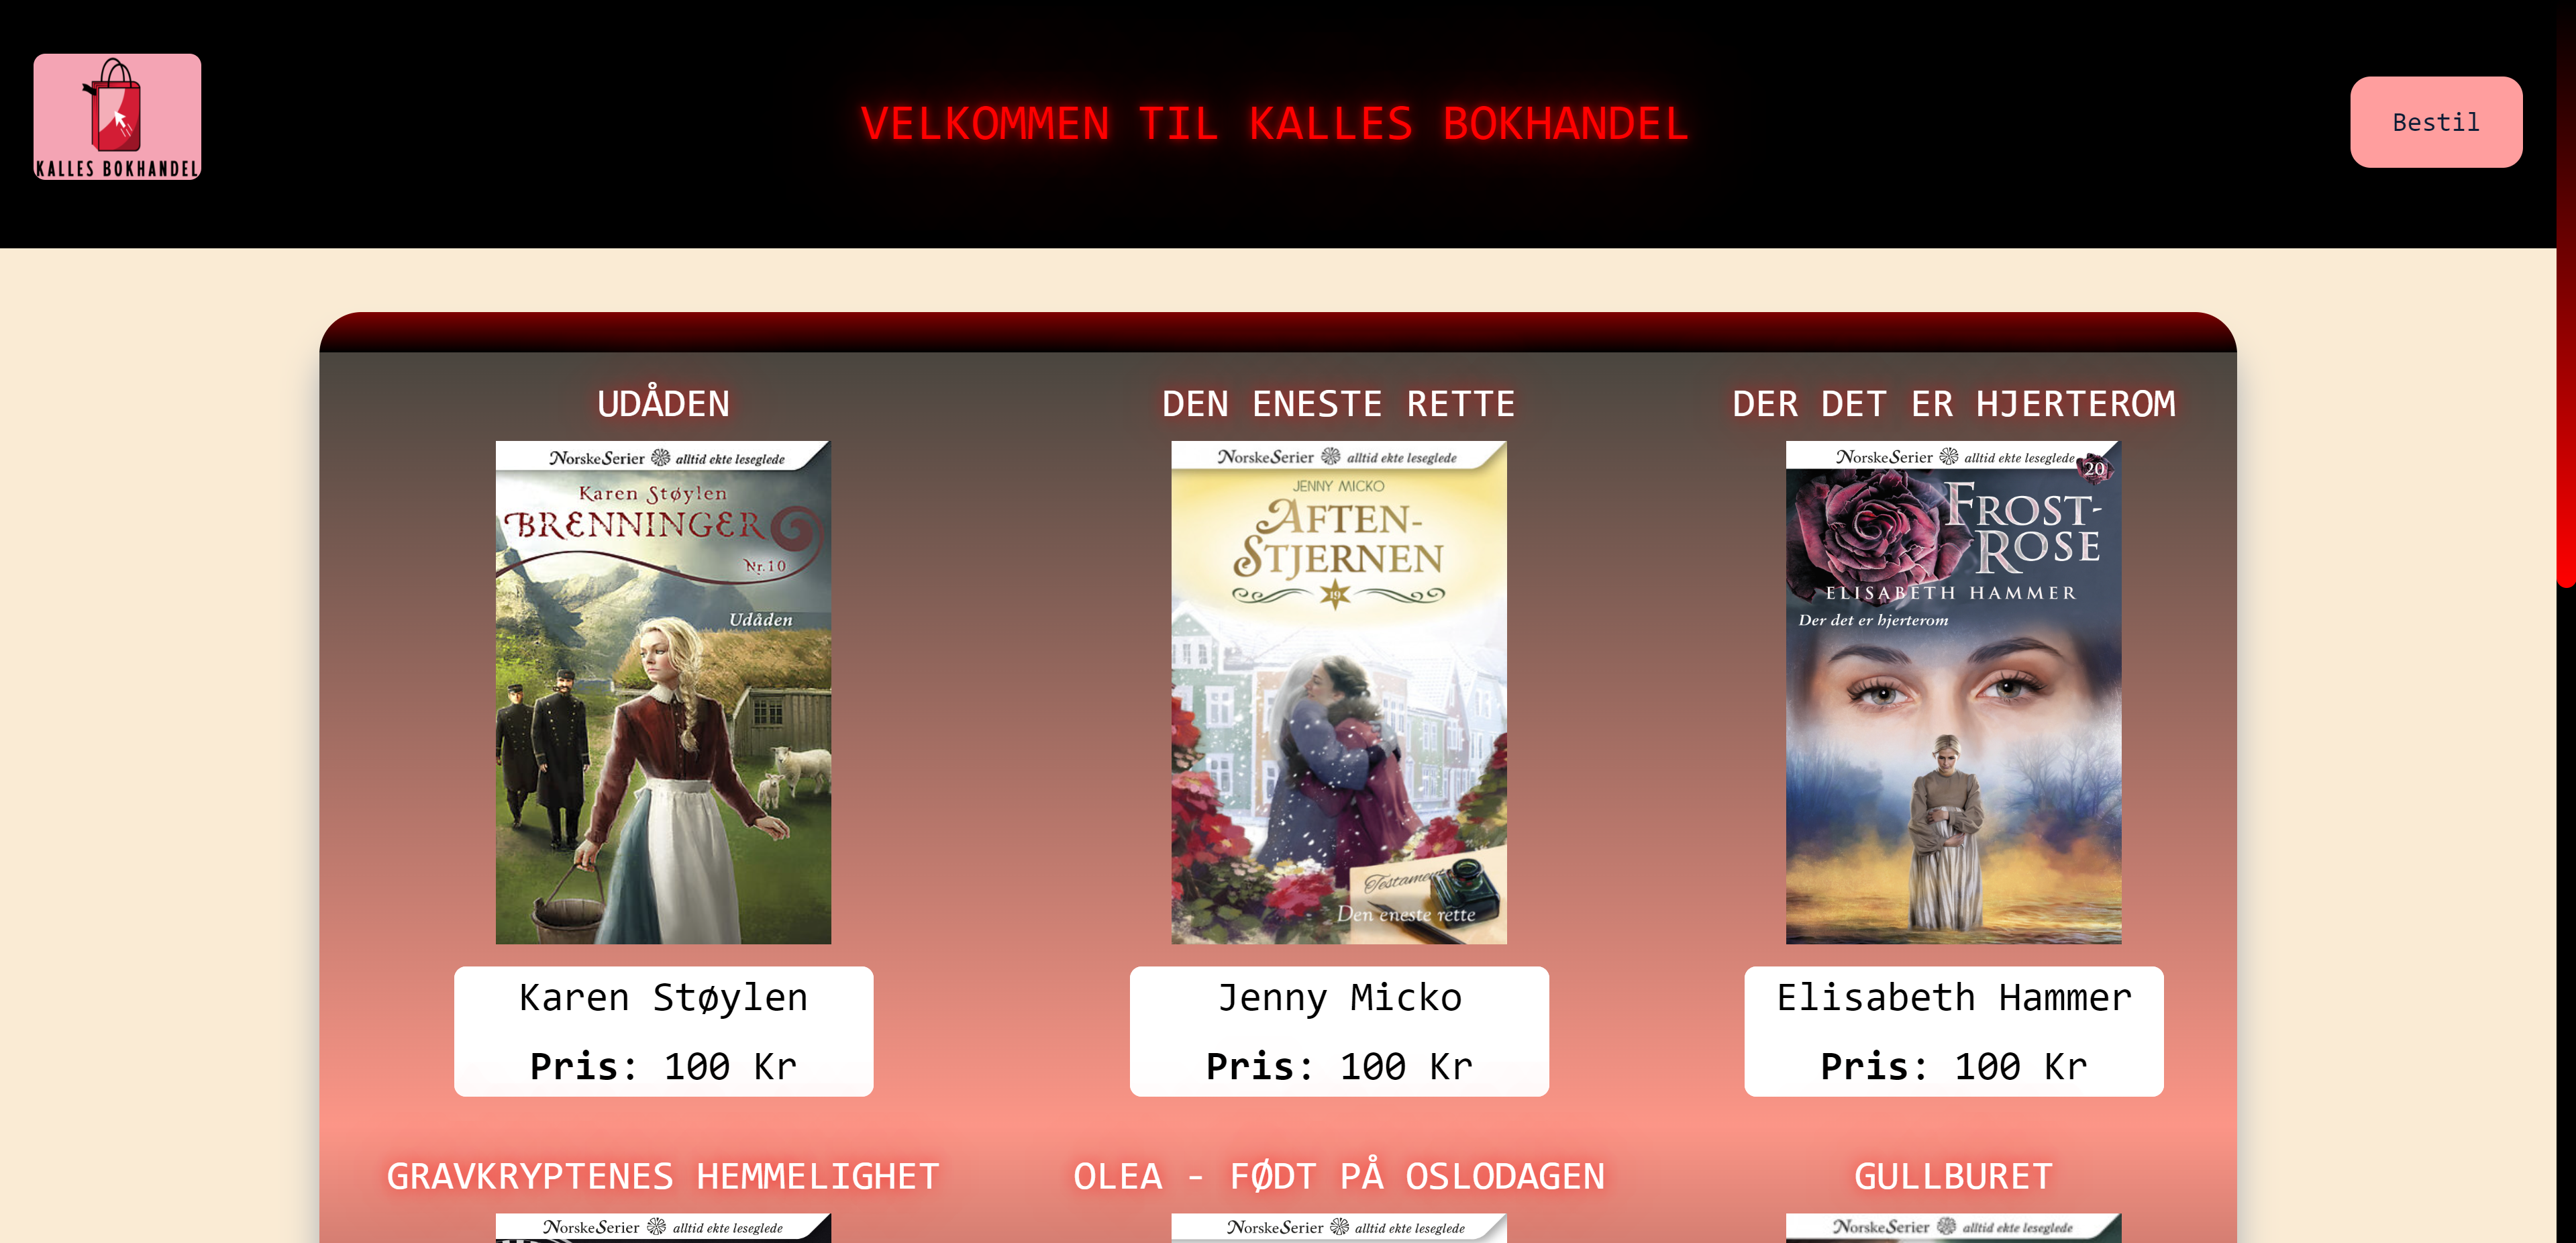 KALLES BOKHANDEL
VELKOMMEN TIL KALLES BOKHANDEL
Bestil
UDÅDEN
DEN ENESTE RETTE
DER DET ER HJERTEROM
NorskeSerier alltid ekte leseglede
Karen Støylen
BRENNINGER
Nr.10
Udåden
NorskeSerier alltid ekte leseglede
JENNY MICKO
AFTEN-
STJERNEN
19
Testament
Den eneste rette
NorskeSerier alltid ekte leseglede
20
FROST-
ROSE
ELISABETH HAMMER
Der det er hjerterom
Karen Støylen
Pris: 100 Kr
Jenny Micko
Pris: 100 Kr
Elisabeth Hammer
Pris: 100 Kr
GRAVKRYPTENES HEMMELIGHET
OLEA - FØDT PÅ OSLODAGEN
GULLBURET
NorskeSerier alltid ekte leseglede
NorskeSerier alltid ekte leseglede
NorskeSerier alltid ekte leseglede